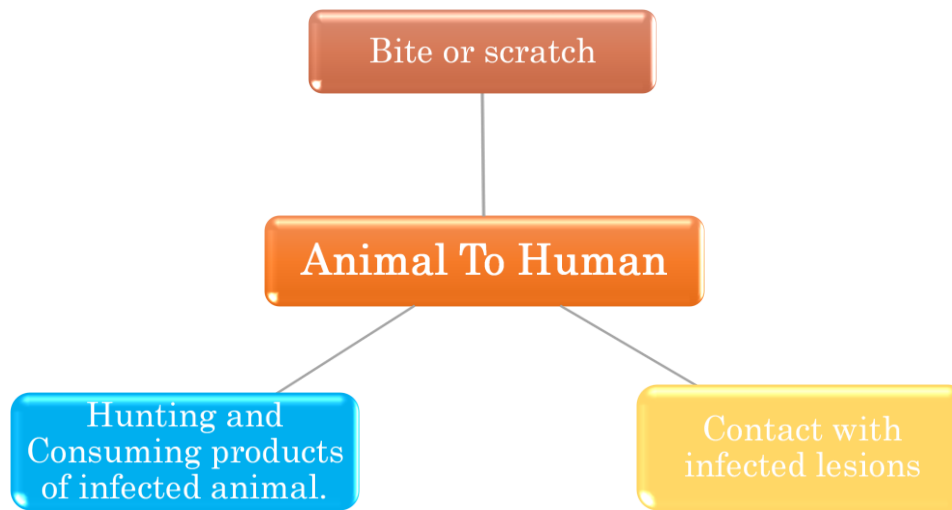 Bite or scratch
Animal To Human
Hunting and
Consuming products
of infected animal.
Contact with
infected lesions